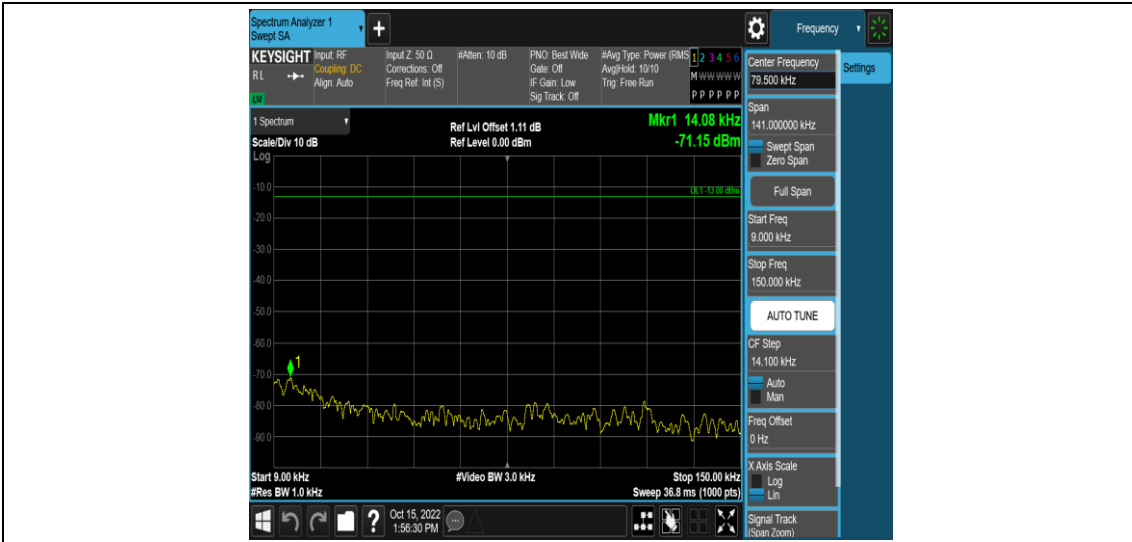 Spectrum Analyzer 1
Swept SA
+
Frequency
KEYSIGHT
RL
LXI
Input: RF
Coupling: DC
Align: Auto
Input Z: 50 Ω
Corrections: Off
Freq Ref: Int (S)
#Atten: 10 dB
PNO: Best Wide
Gate: Off
IF Gain: Low
Sig Track: Off
#Avg Type: Power (RMS
Avg|Hold: 10/10
Trig: Free Run
1 2 3 4 5 6
M W W W W W
P P P P P P
1 Spectrum
Scale/Div 10 dB
Log
Ref Lvl Offset 1.11 dB
Ref Level 0.00 dBm
Mkr1 14.08 kHz
-71.15 dBm
DL1 -13.00 dBm
-10.0
-20.0
-30.0
-40.0
-50.0
-60.0
-70.0
-80.0
-90.0
1
Start 9.00 kHz
#Res BW 1.0 kHz
#Video BW 3.0 kHz
Stop 150.00 kHz
Sweep 36.8 ms (1000 pts)
Center Frequency
79.500 kHz
Settings
Span
141.000000 kHz
Swept Span
Zero Span
Full Span
Start Freq
9.000 kHz
Stop Freq
150.000 kHz
AUTO TUNE
CF Step
14.100 kHz
Auto
Man
Freq Offset
0 Hz
X Axis Scale
Log
Lin
Signal Track
(Span Zoom)
?
Oct 15, 2022
1:56:30 PM